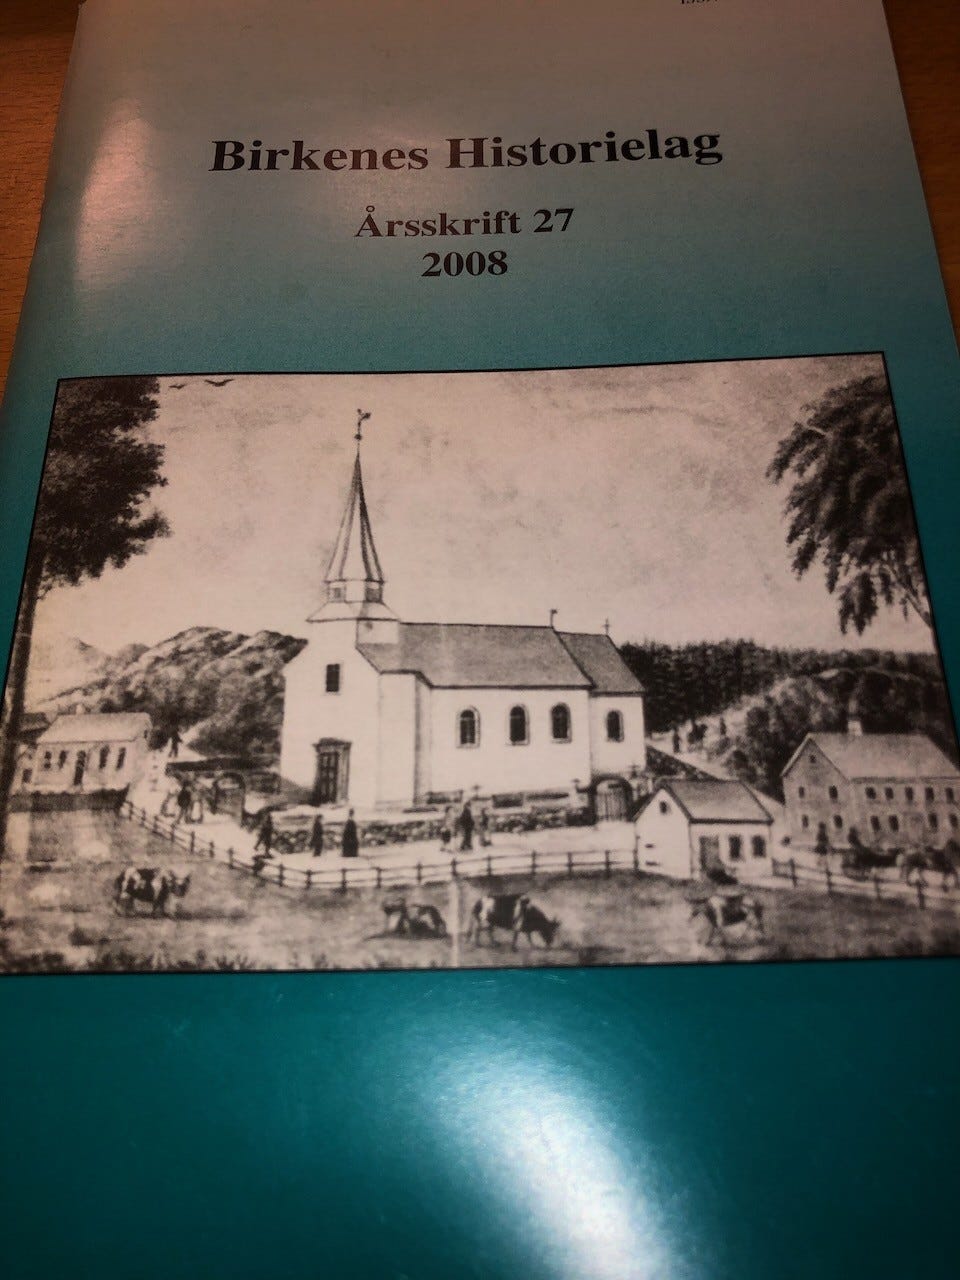 Birkenes Historielag
Årsskrift 27
2008